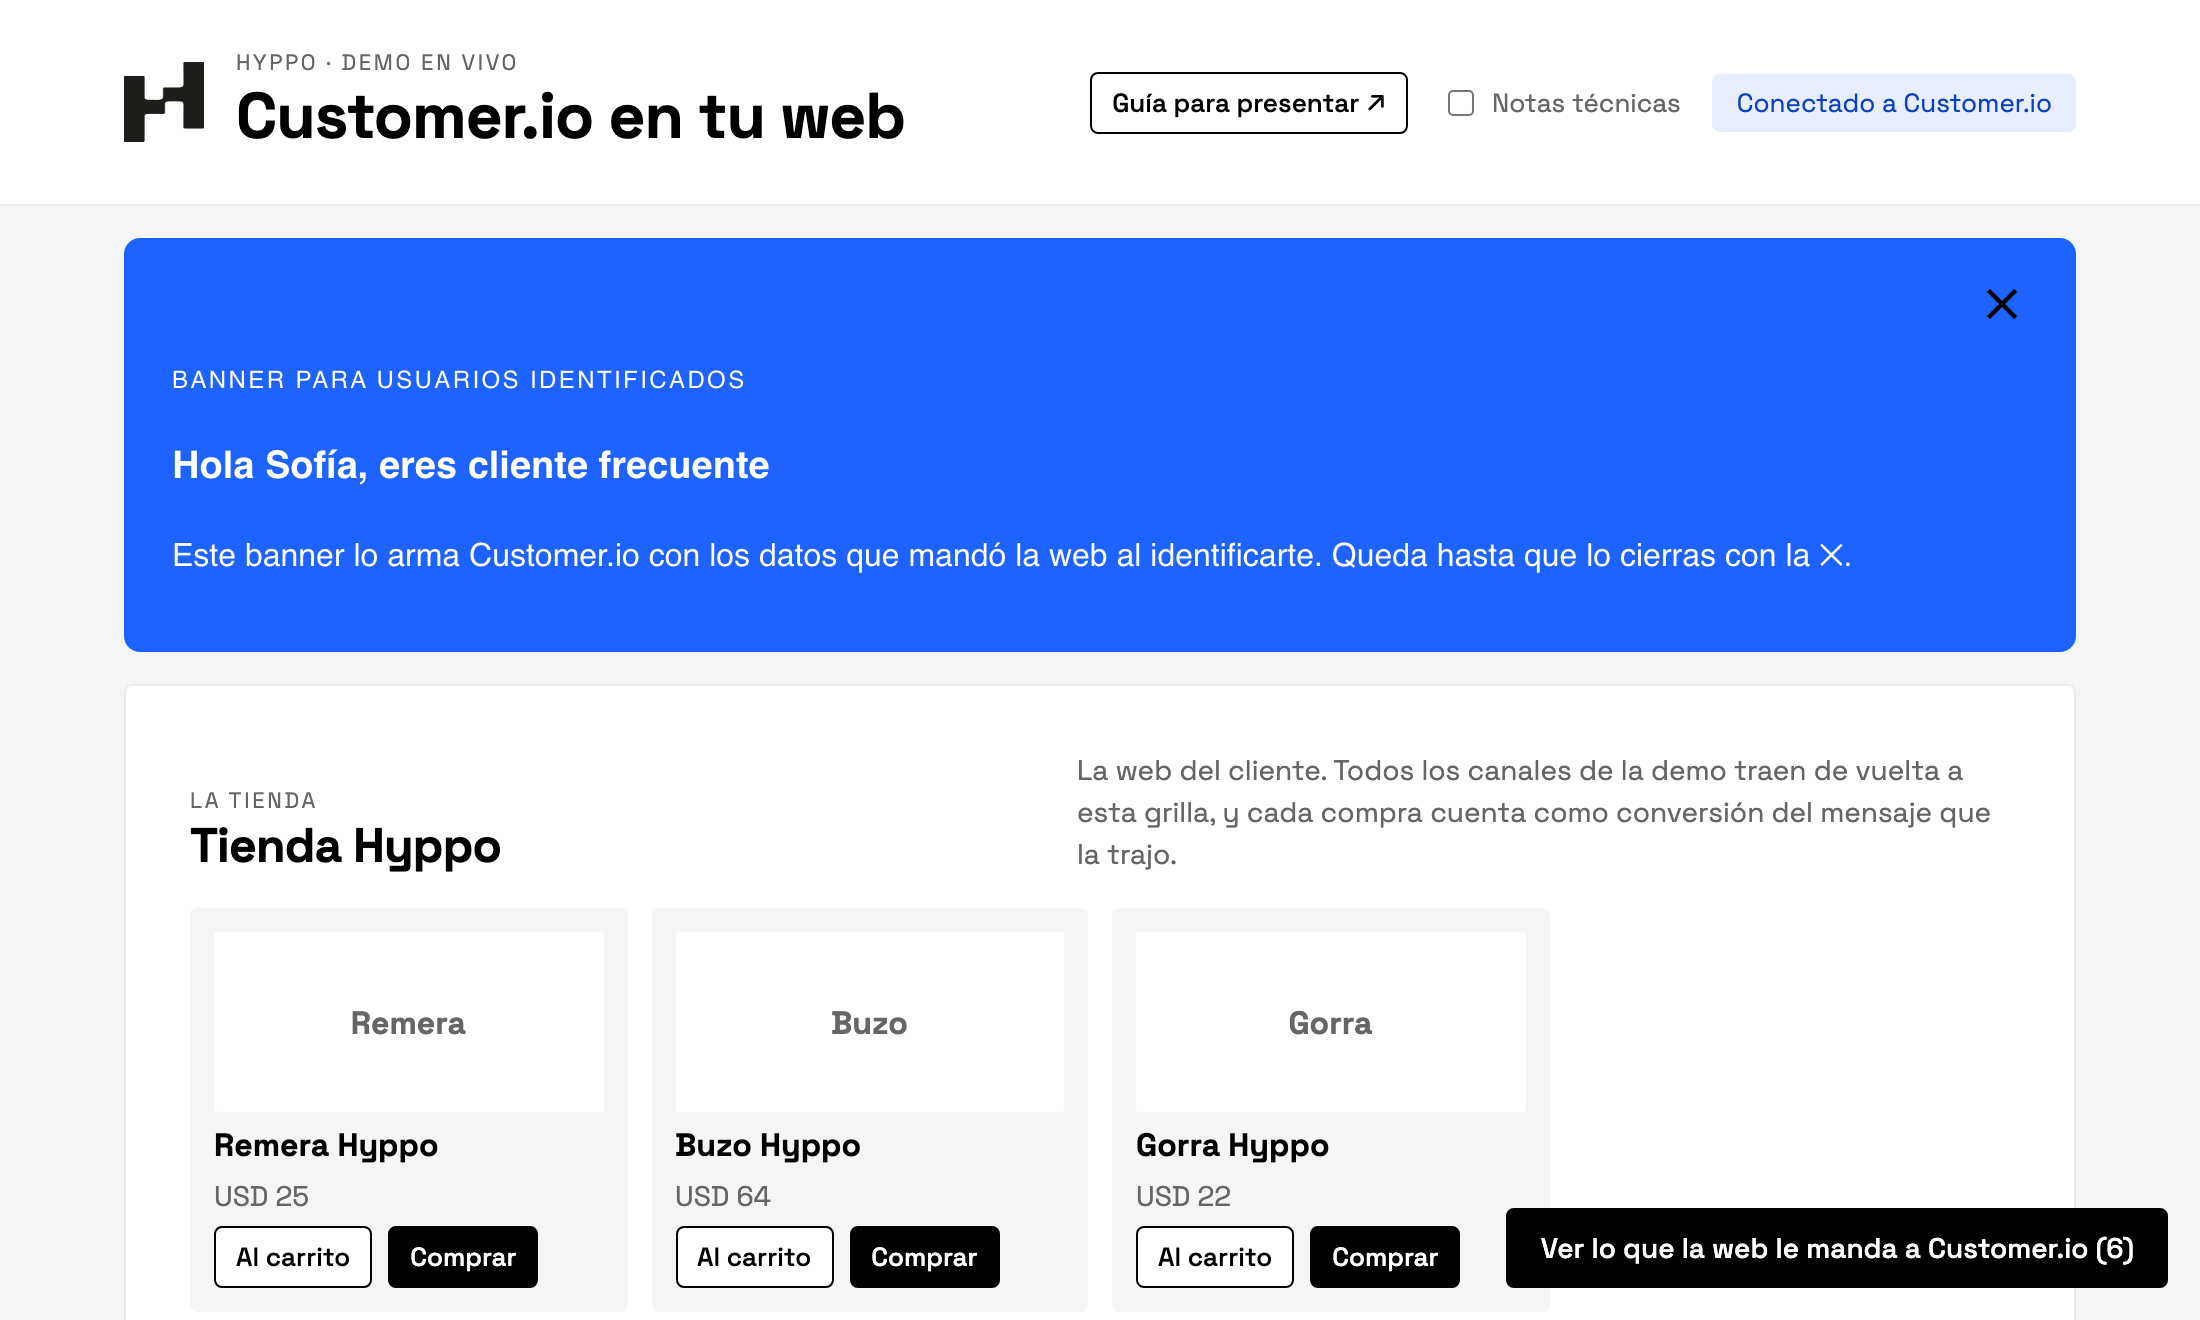 HYPPO · DEMO EN VIVO
Customer.io en tu web
Guía para presentar ↗
Notas técnicas
Conectado a Customer.io
BANNER PARA USUARIOS IDENTIFICADOS
Hola Sofía, eres cliente frecuente
Este banner lo arma Customer.io con los datos que mandó la web al identificarte. Queda hasta que lo cierras con la ✕.
LA TIENDA
Tienda Hyppo
La web del cliente. Todos los canales de la demo traen de vuelta a
esta grilla, y cada compra cuenta como conversión del mensaje que
la trajo.
Remera
Remera Hyppo
USD 25
Al carrito
Comprar
Buzo
Buzo Hyppo
USD 64
Al carrito
Comprar
Gorra
Gorra Hyppo
USD 22
Al carrito
Comprar
Ver lo que la web le manda a Customer.io (6)